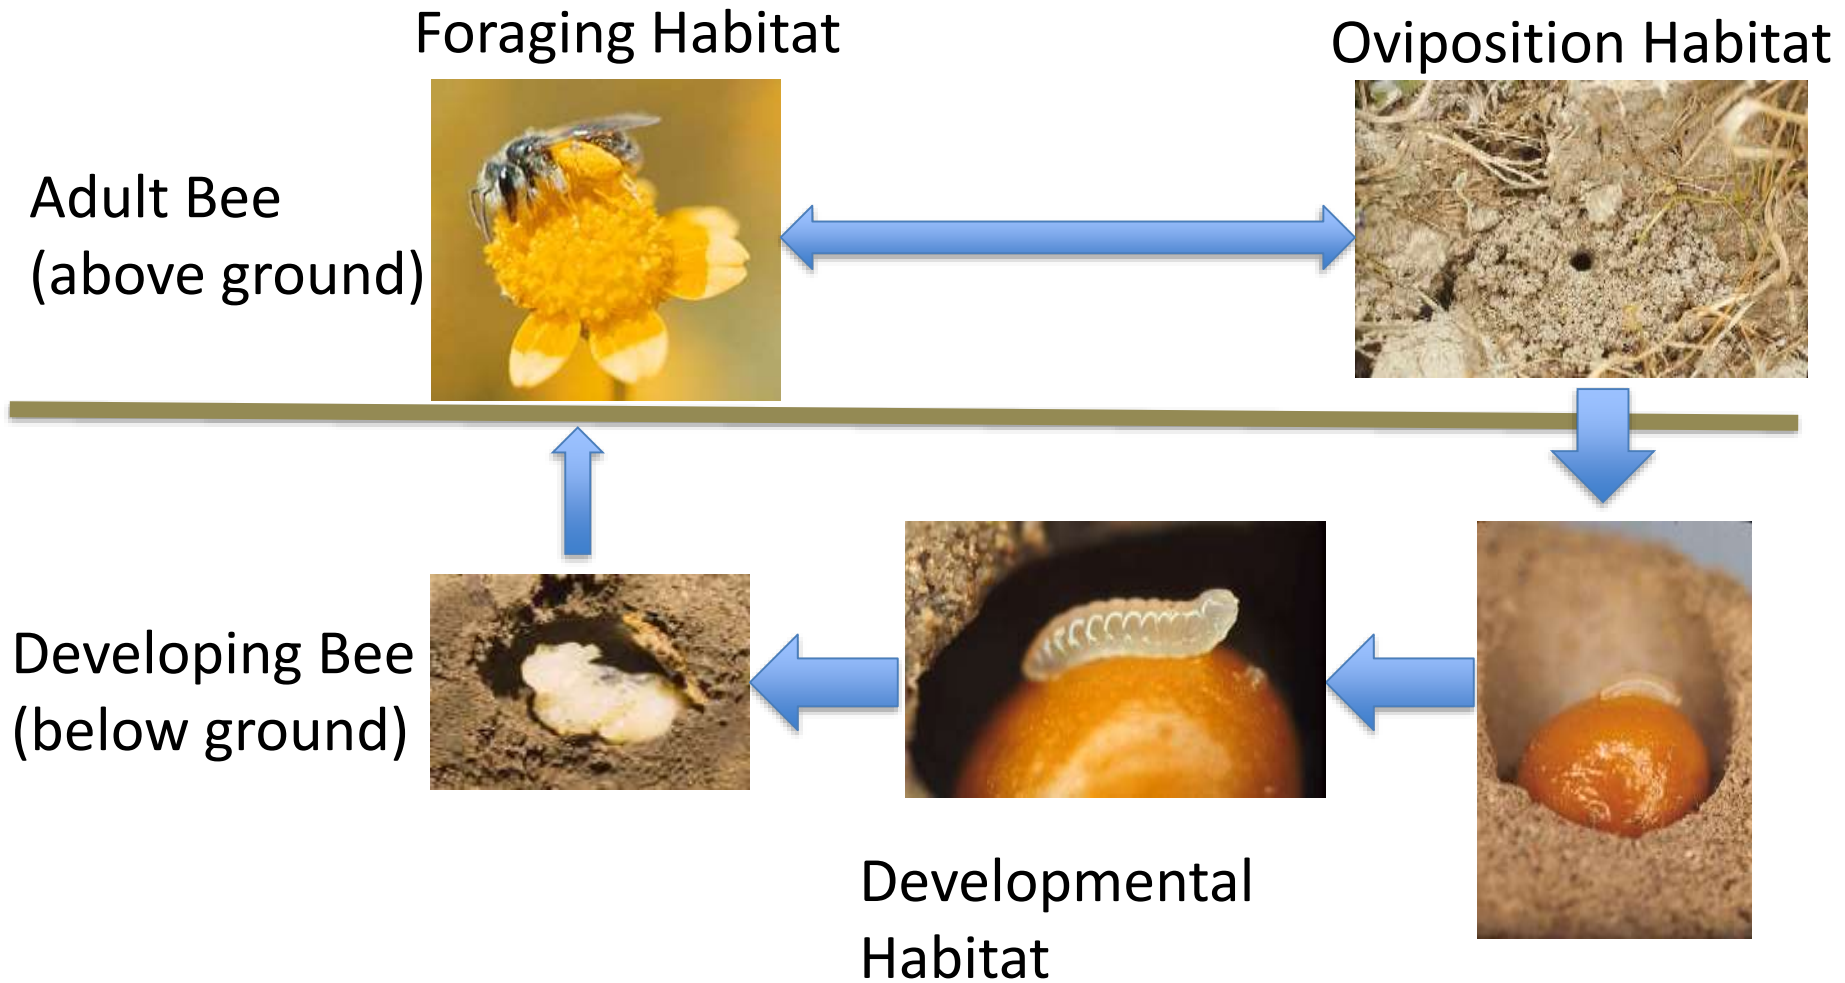 Foraging Habitat
Oviposition Habitat
Adult Bee
(above ground)
Developing Bee
(below ground)
Developmental
Habitat